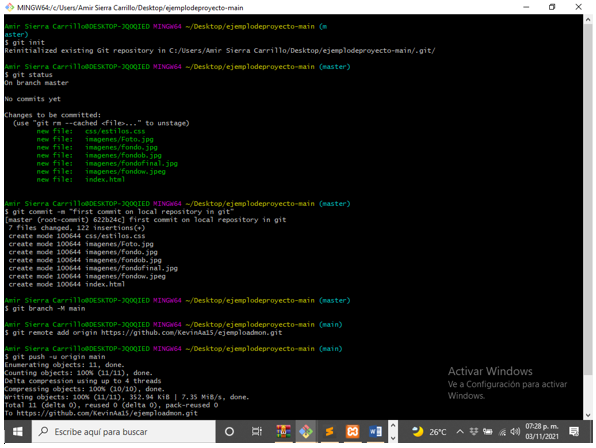 MINGW64:/c/Users/Amir Sierra Carrillo/Desktop/ejemplodeproyecto-main
Amir Sierra Carrillo@DESKTOP-JQOQIED MINGW64 ~/Desktop/ejemplodeproyecto-main (m
aster)
$ git init
Reinitialized existing Git repository in C:/Users/Amir Sierra Carrillo/Desktop/ejemplodeproyecto-main/.git/
Amir Sierra Carrillo@DESKTOP-JQOQIED MINGW64 ~/Desktop/ejemplodeproyecto-main (master)
$ git status
On branch master
No commits yet
Changes to be committed:
(use "git rm --cached <file>..." to unstage)
new file: css/estilos.css
new file: imagenes/Foto.jpg
new file: imagenes/fondo.jpg
new file: imagenes/fondob.jpg
new file: imagenes/fondofinal.jpg
new file: imagenes/fondow.jpeg
new file: index.html
Amir Sierra Carrillo@DESKTOP-JQOQIED MINGW64 ~/Desktop/ejemplodeproyecto-main (master)
$ git commit -m "first commit on local repository in git"
[master (root-commit) 622b24c] first commit on local repository in git
7 files changed, 122 insertions(+)
create mode 100644 css/estilos.css
create mode 100644 imagenes/Foto.jpg
create mode 100644 imagenes/fondo.jpg
create mode 100644 imagenes/fondob.jpg
create mode 100644 imagenes/fondofinal.jpg
create mode 100644 imagenes/fondow.jpeg
create mode 100644 index.html
Amir Sierra Carrillo@DESKTOP-JQOQIED MINGW64 ~/Desktop/ejemplodeproyecto-main (master)
$ git branch -M main
Amir Sierra Carrillo@DESKTOP-JQOQIED MINGW64 ~/Desktop/ejemplodeproyecto-main (main)
$ git remote add origin https://github.com/KevinAa15/ejemploadmon.git
Amir Sierra Carrillo@DESKTOP-JQOQIED MINGW64 ~/Desktop/ejemplodeproyecto-main (main)
$ git push -u origin main
Enumerating objects: 11, done.
Counting objects: 100% (11/11), done.
Delta compression using up to 4 threads
Compressing objects: 100% (10/10), done.
Writing objects: 100% (11/11), 352.94 KiB | 7.35 MiB/s, done.
Total 11 (delta 0), reused 0 (delta 0), pack-reused 0
To https://github.com/KevinAa15/ejemploadmon.git
Activar Windows
Ve a Configuración para activar
Windows.
Escribe aquí para buscar
26°C
07:28 p. m.
03/11/2021